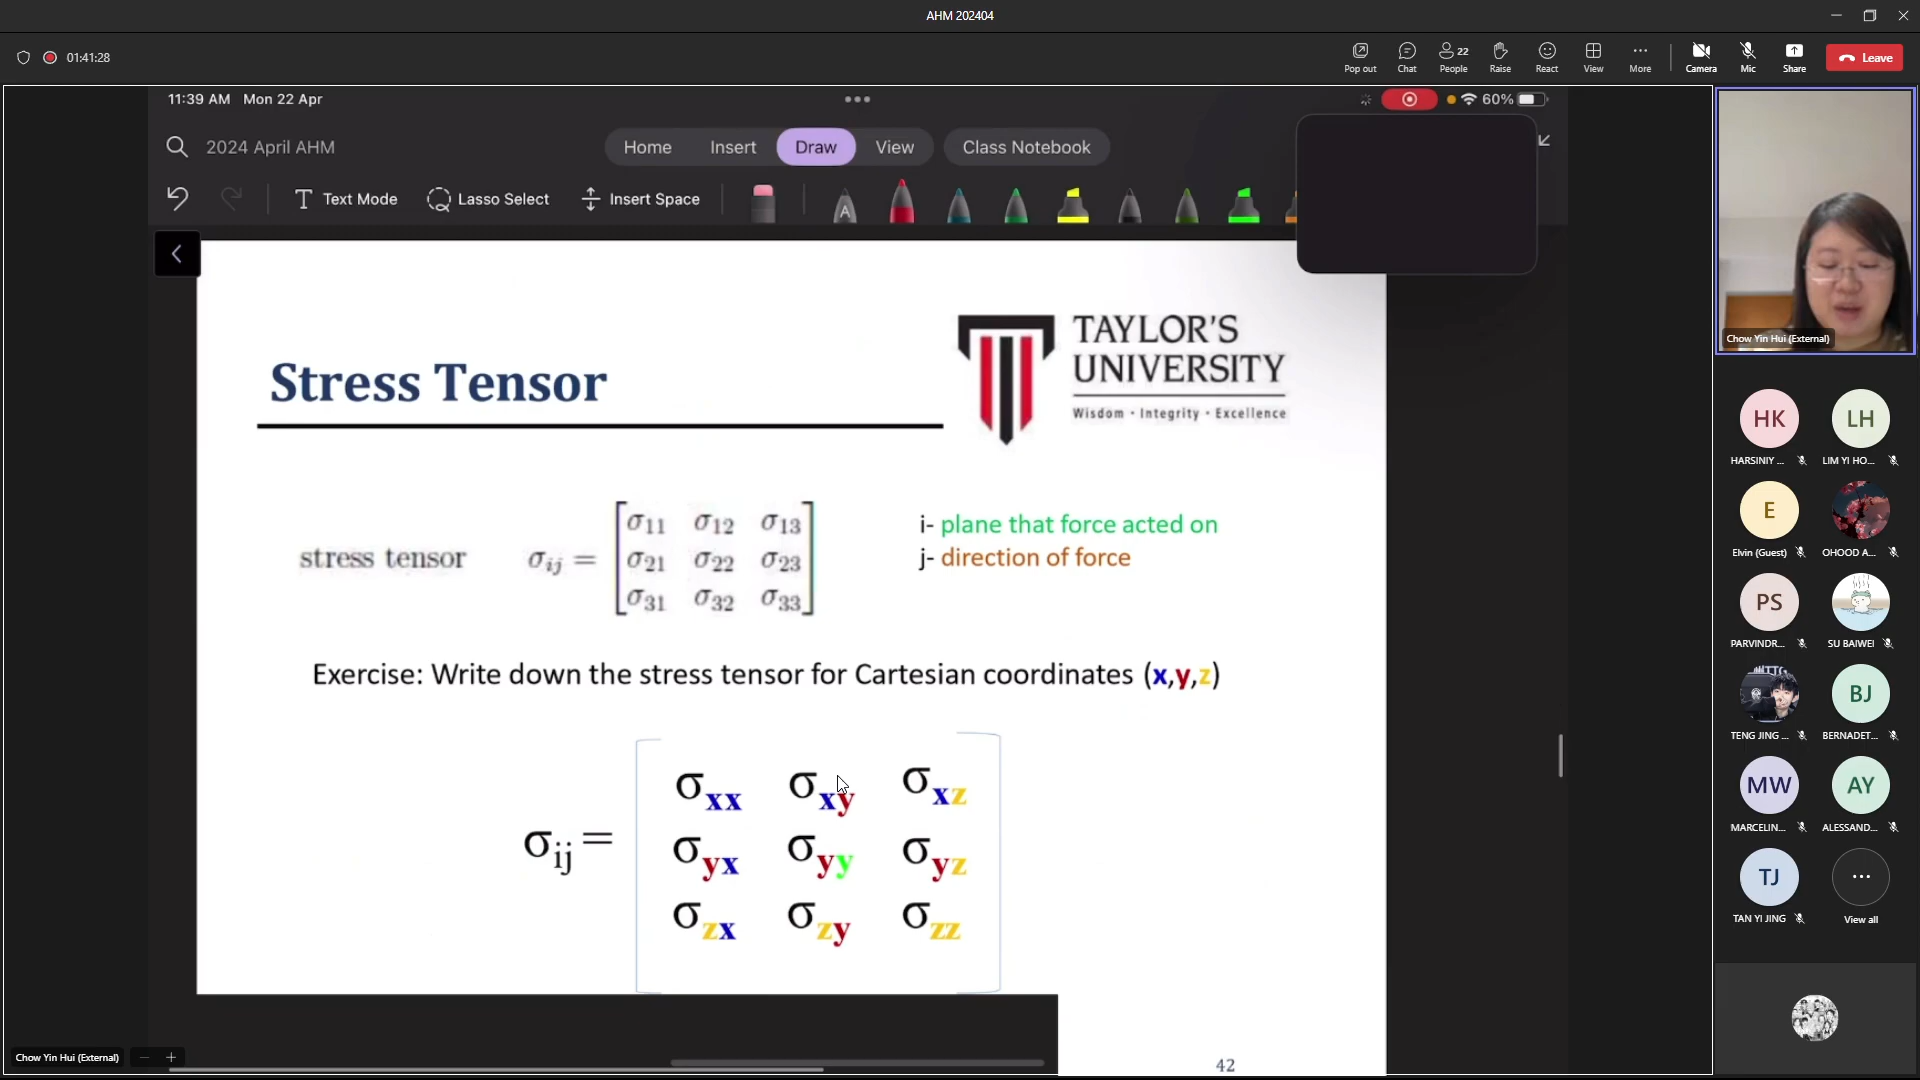 AHM 202404
01:41:28
Pop out
Chat
22
People
Raise
React
View
More
Camera
Mic
Share
Leave
11:39 AM Mon 22 Apr
60%
2024 April AHM
Home
Insert
Draw
View
Class Notebook
Text Mode
Lasso Select
Insert Space
A
TAYLOR'S
UNIVERSITY
Wisdom · Integrity · Excellence
Stress Tensor
stress tensor σij = [σ11 σ12 σ13
σ21 σ22 σ23
σ31 σ32 σ33]
i- plane that force acted on
j- direction of force
Exercise: Write down the stress tensor for Cartesian coordinates (x,y,z)
σij =
σxx σxy σxz
σyx σyy σyz
σzx σzy σzz
42
Chow Yin Hui (External)
Chow Yin Hui (External)
HK
LH
HARSINIY ...
LIM YI HO...
E
Elvin (Guest)
OHOOD A...
PS
PARVINDR...
SU BAIWEI
BJ
TENG JING ...
BERNADET...
MW
AY
MARCELIN...
ALESSAND...
TJ
TAN YI JING
View all